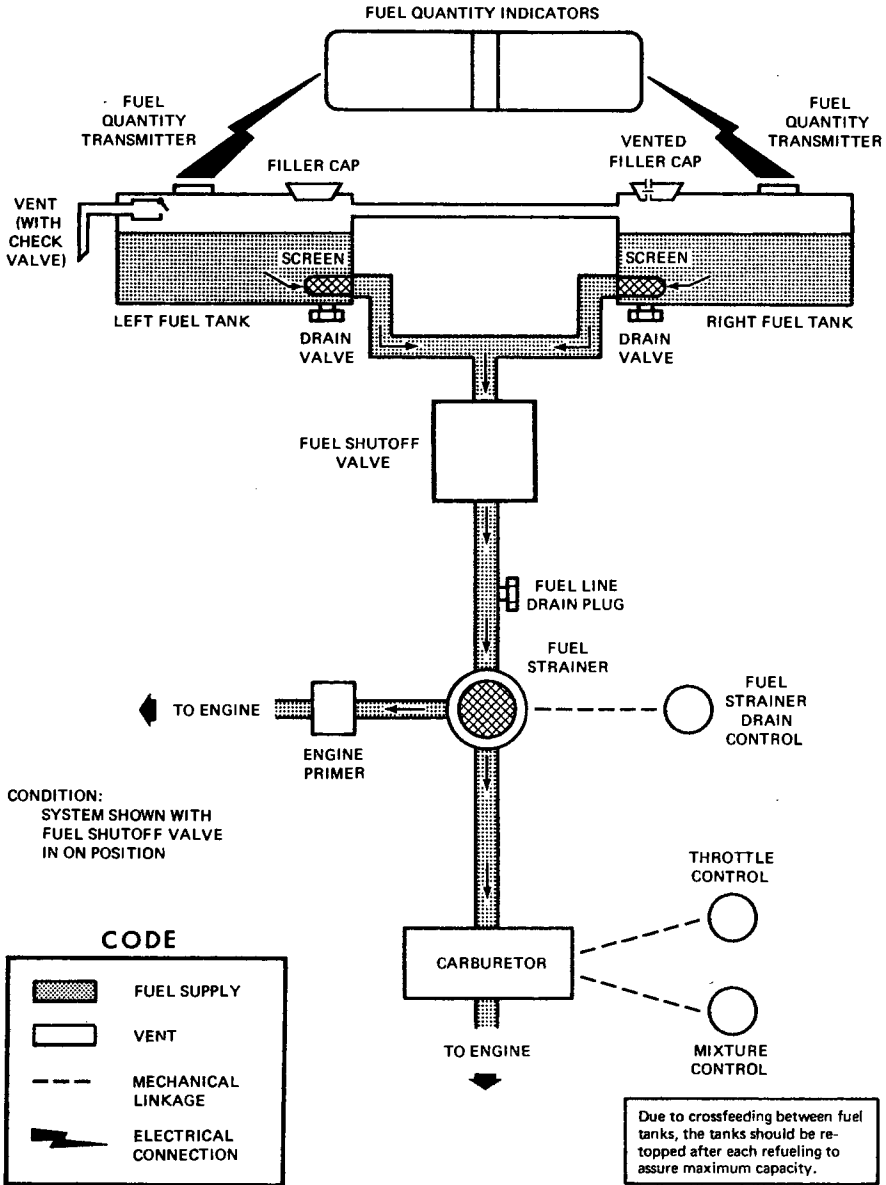 FUEL QUANTITY INDICATORS
FUEL
QUANTITY
TRANSMITTER
FUEL
QUANTITY
TRANSMITTER
FILLER CAP
VENTED
FILLER CAP
VENT
(WITH
CHECK
VALVE)
SCREEN
SCREEN
LEFT FUEL TANK
RIGHT FUEL TANK
DRAIN
VALVE
DRAIN
VALVE
FUEL SHUTOFF
VALVE
FUEL LINE
DRAIN PLUG
FUEL
STRAINER
TO ENGINE
ENGINE
PRIMER
FUEL
STRAINER
DRAIN
CONTROL
CONDITION:
SYSTEM SHOWN WITH
FUEL SHUTOFF VALVE
IN ON POSITION
THROTTLE
CONTROL
CARBURETOR
TO ENGINE
MIXTURE
CONTROL
CODE
FUEL SUPPLY
VENT
MECHANICAL
LINKAGE
ELECTRICAL
CONNECTION
Due to crossfeeding between fuel
tanks, the tanks should be re-
topped after each refueling to
assure maximum capacity.